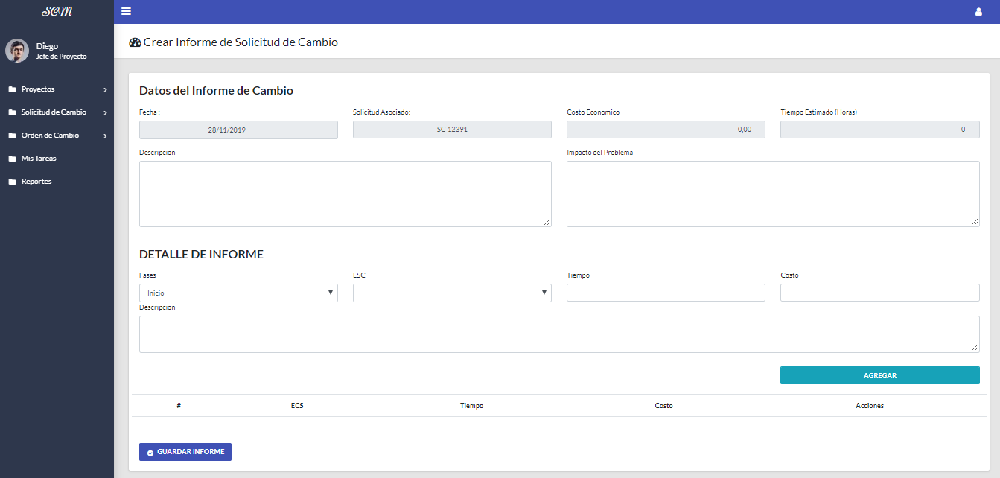 SCM
Diego
Jefe de Proyecto
Proyectos
Solicitud de Cambio
Orden de Cambio
Mis Tareas
Reportes
Crear Informe de Solicitud de Cambio
Datos del Informe de Cambio
Fecha : Solicitud Asociado: Costo Economico Tiempo Estimado (Horas)
28/11/2019 SC-12391 0,00 0
Descripcion Impacto del Problema
DETALLE DE INFORME
Fases ESC Tiempo Costo
Inicio
Descripcion
.
AGREGAR
# ECS Tiempo Costo Acciones
GUARDAR INFORME